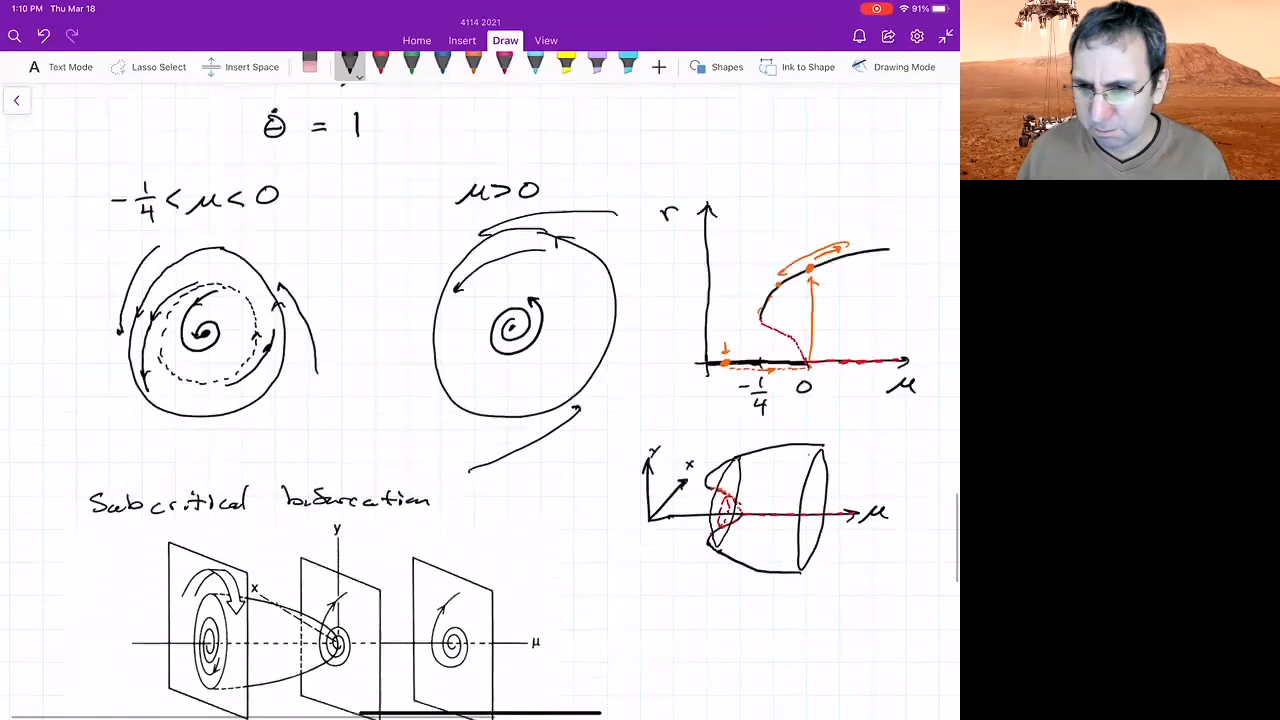 1:10 PM Thu Mar 18
91%
4114 2021
Home Insert Draw View
Text Mode Lasso Select Insert Space Shapes Ink to Shape Drawing Mode
θ̇ = 1
-1/4 < μ < 0
μ > 0
r
-1/4 0 μ
y x
μ
Subcritical bifurcation
y
x
μ